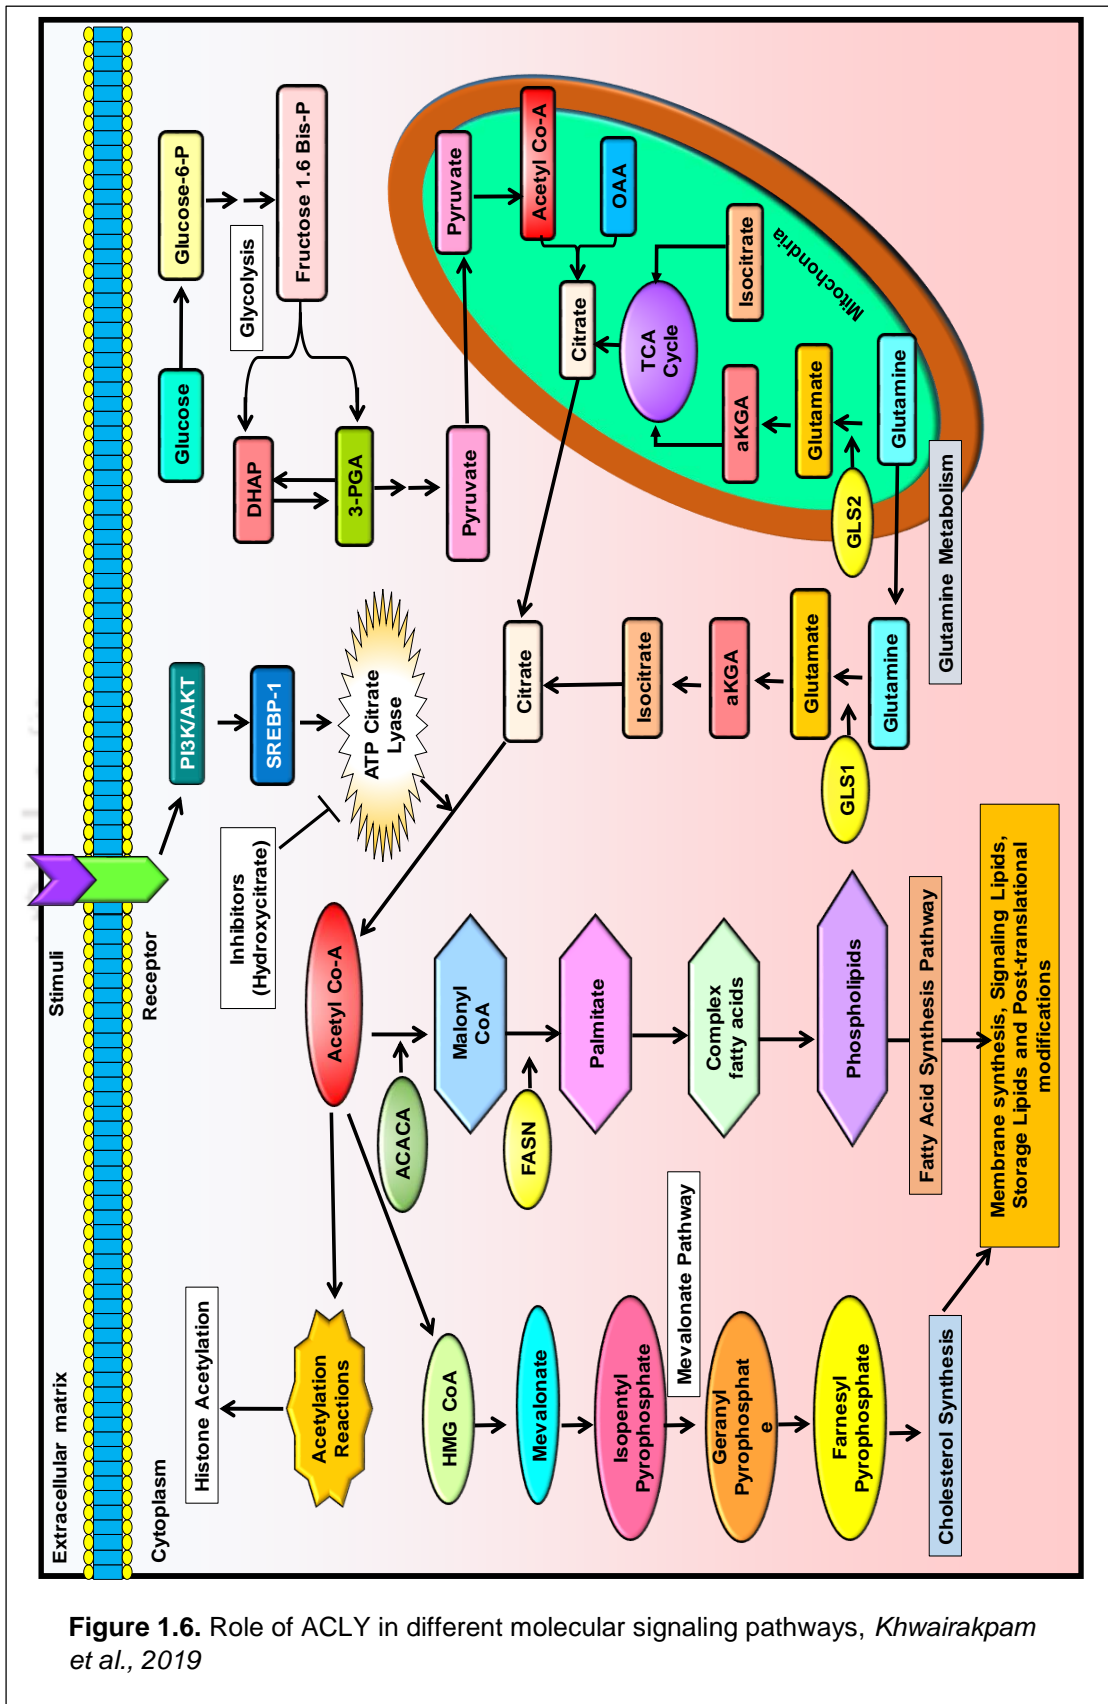 Extracellular matrix
Stimuli
Cytoplasm
Receptor
Histone Acetylation
Acetylation
Reactions
Inhibitors
(Hydroxycitrate)
PI3K/AKT
SREBP-1
ATP Citrate
Lyase
Glucose
Glucose-6-P
Glycolysis
Fructose 1.6 Bis-P
DHAP
3-PGA
Pyruvate
Pyruvate
Acetyl Co-A
OAA
Citrate
TCA
Cycle
Isocitrate
Mitochondria
aKGA
Glutamate
GLS2
Glutamine
Glutamine Metabolism
Citrate
Isocitrate
aKGA
Glutamate
GLS1
Glutamine
Acetyl Co-A
ACACA
Malonyl
CoA
FASN
Palmitate
Complex
fatty acids
Phospholipids
Fatty Acid Synthesis Pathway
HMG CoA
Mevalonate
Isopentyl
Pyrophosphate
Mevalonate Pathway
Geranyl
Pyrophosphat
e
Farnesyl
Pyrophosphate
Cholesterol Synthesis
Membrane synthesis, Signaling Lipids,
Storage Lipids and Post-translational
modifications
Figure 1.6. Role of ACLY in different molecular signaling pathways, Khwairakpam
et al., 2019